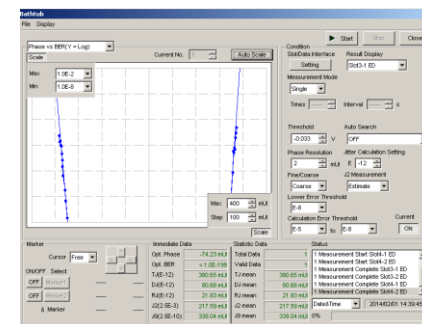 Bathtub
File Display
Start Stop Close
Phase vs BER(Y = Log)
Current No. 1
Auto Scale
Scale
Max 1.0E-2
Min 1.0E-8
Max 400 mUI
Step 100 mUI
Scale
Condition
SlotData Interface Result Display
Setting Slot3-1 ED
Measurement Mode
Single
Times Interval s
Threshold Auto Search
-0.033 V OFF
Phase Resolution Jitter Calculation Setting
2 mUI E -12
Fine/Coarse J2 Measurement
Coarse Estimate
Lower Error Threshold
E-8
Calculation Error Threshold Current
E-5 to E-8 ON
Marker
Cursor Free
ON/OFF Select
OFF Marker1
OFF Marker2
Δ Marker
Immediate Data
Opt. Phase -74.23 mUI
Opt. BER < 1.0E-199
TJ(E-12) 380.65 mUI
DJ(E-12) 80.69 mUI
RJ(E-12) 21.93 mUI
J2(2.5E-3) 217.59 mUI
J9(2.5E-10) 339.04 mUI
Statistic Data
Total Data 1
Valid Data 1
TJ mean 380.65 mUI
DJ mean 80.69 mUI
RJ mean 21.93 mUI
J2 mean 217.59 mUI
J9 mean 339.04 mUI
Status
1 Measurement Start Slot4-1 ED
1 Measurement Start Slot4-2 ED
1 Measurement Complete Slot3-1 ED
1 Measurement Complete Slot3-2 ED
1 Measurement Complete Slot4-1 ED
1 Measurement Complete Slot4-2 ED
Date&Time 2014/02/01 14:39:45
0%